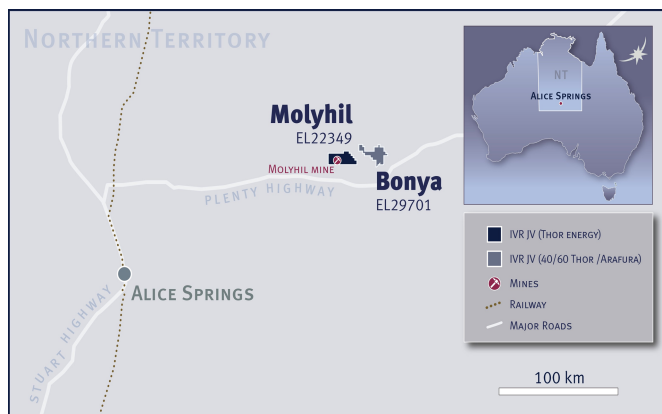 NORTHERN TERRITORY
Molyhil
EL22349
MOLYHIL MINE
Bonya
EL29701
PLENTY HIGHWAY
ALICE SPRINGS
STUART HIGHWAY
NT
ALICE SPRINGS
IVR JV (THOR ENERGY)
IVR JV (40/60 THOR /ARAFURA)
MINES
RAILWAY
MAJOR ROADS
100 km